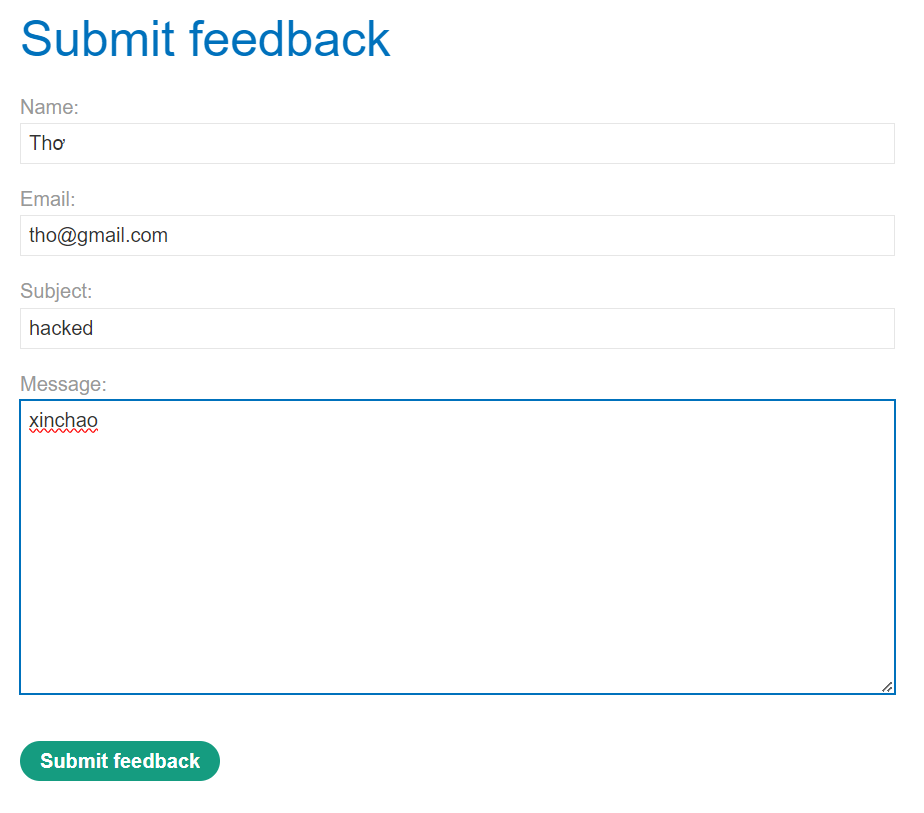 Submit feedback
Name:
Thơ
Email:
tho@gmail.com
Subject:
hacked
Message:
xinchao
Submit feedback